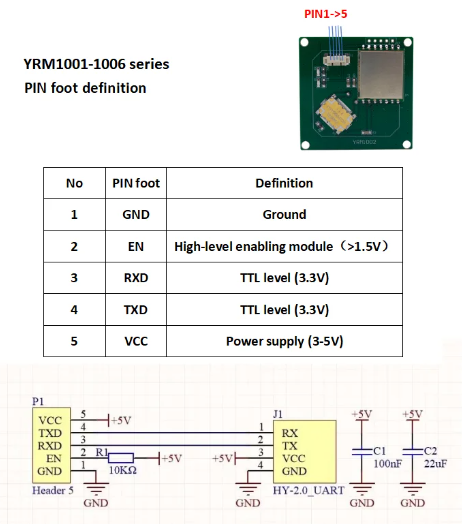 PIN1->5
YRM1001-1006 series
PIN foot definition
YRM1002
No PIN foot Definition
1 GND Ground
2 EN High-level enabling module（>1.5V）
3 RXD TTL level (3.3V)
4 TXD TTL level (3.3V)
5 VCC Power supply (3-5V)
P1
VCC 5 +5V
TXD 4
RXD 3
EN 2 R1 10KΩ +5V
GND 1
Header 5
GND
J1
1 RX
2 TX
+5V 3 VCC
4 GND
HY-2.0_UART
GND
+5V
C1
100nF
GND
+5V
C2
22uF
GND